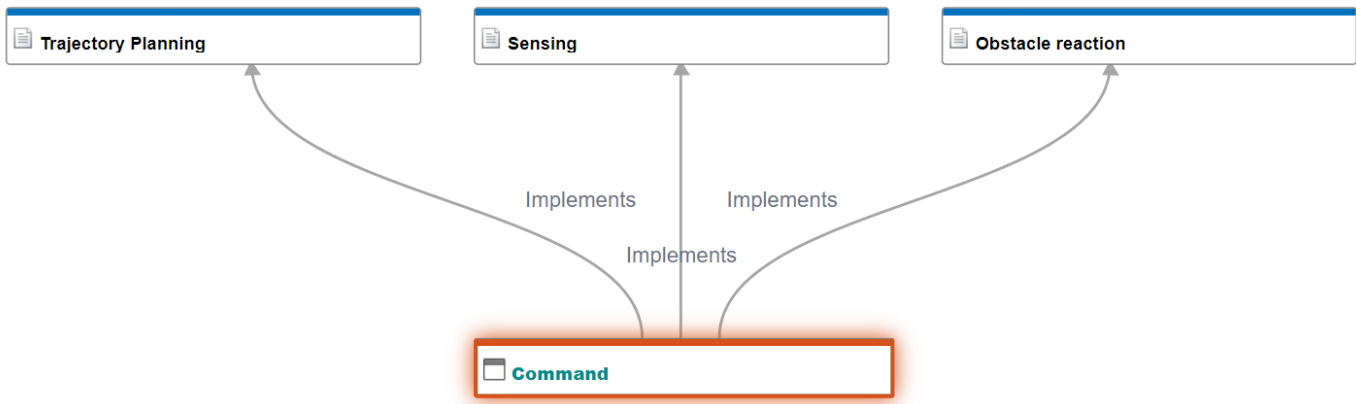 Trajectory Planning
Sensing
Obstacle reaction
Implements
Implements
Implements
Command